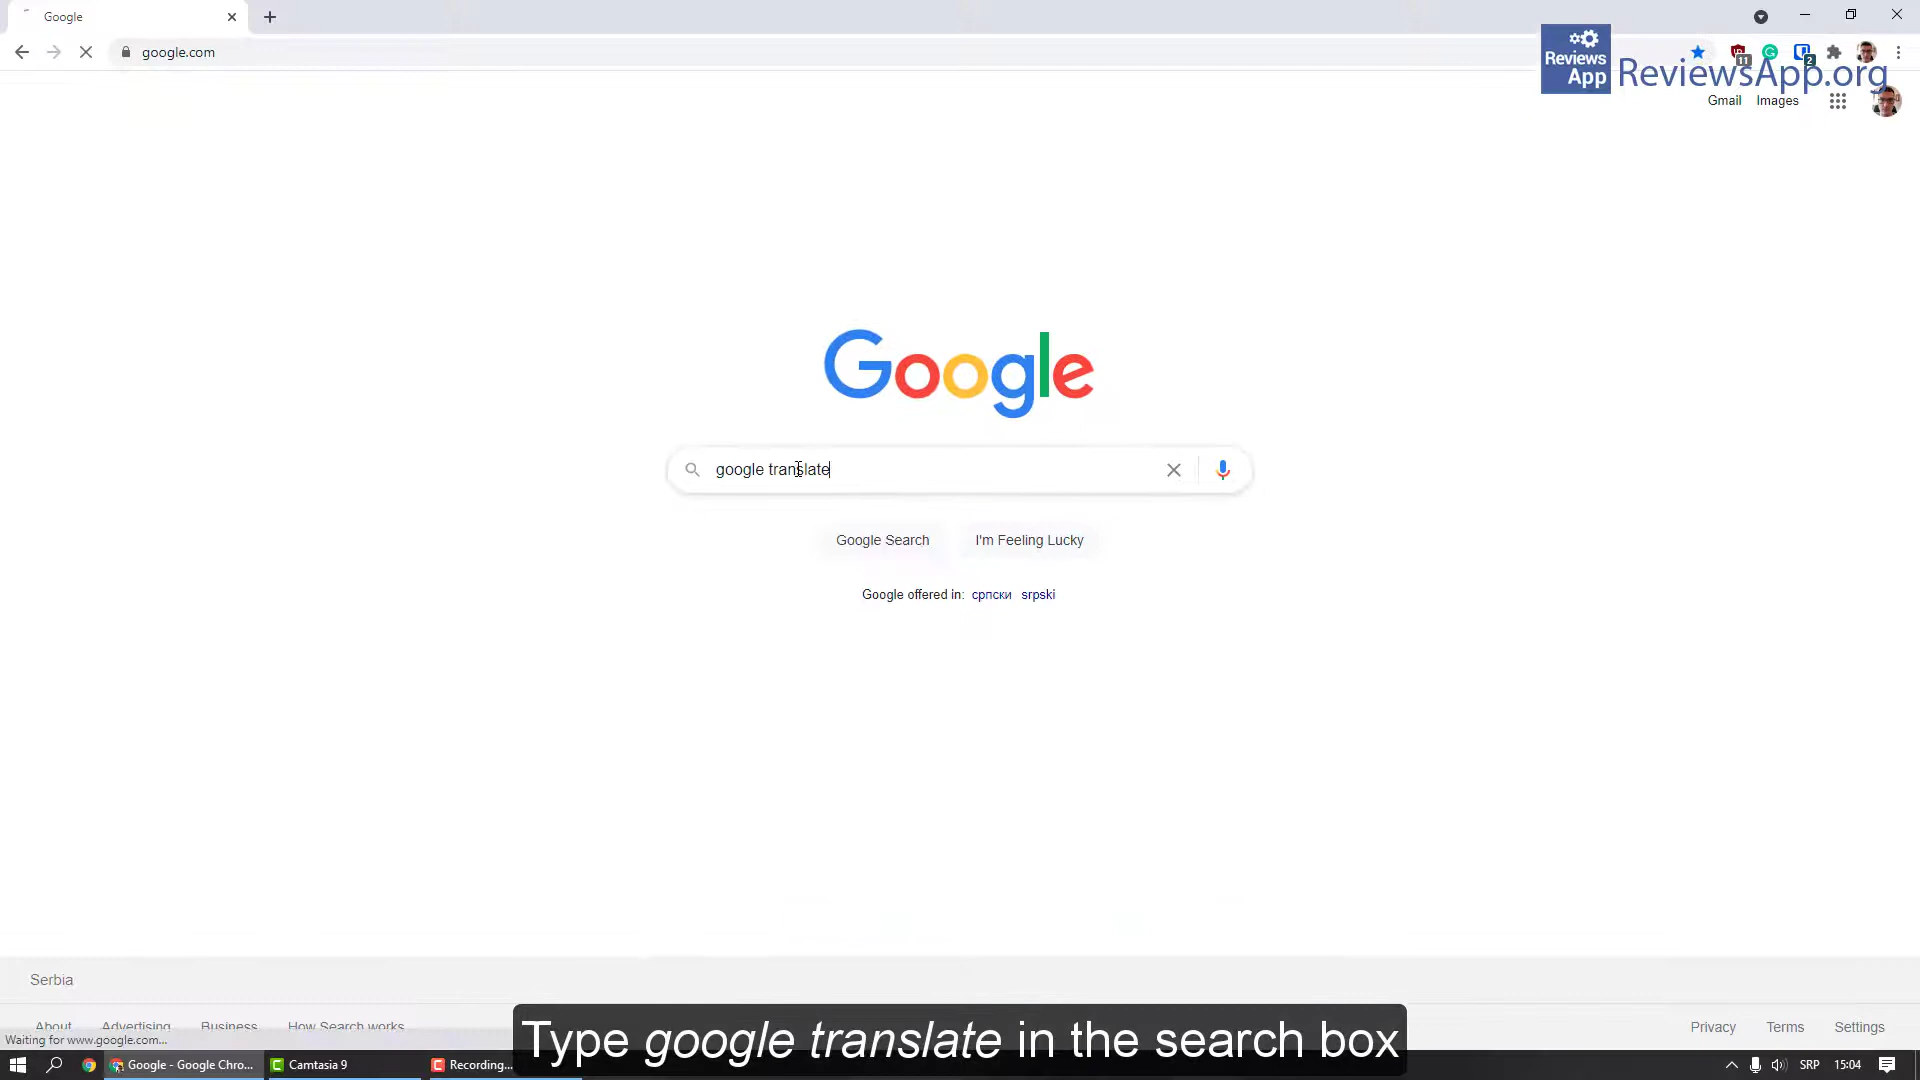 Google
google.com
Reviews
App
ReviewsApp.org
11
2
Gmail Images
Google
google translate
Google Search I'm Feeling Lucky
Google offered in: српски srpski
Serbia
About Advertising Business How Search works
Privacy Terms Settings
Waiting for www.google.com...
Type google translate in the search box
Google - Google Chro...
Camtasia 9
Recording...
SRP 15:04